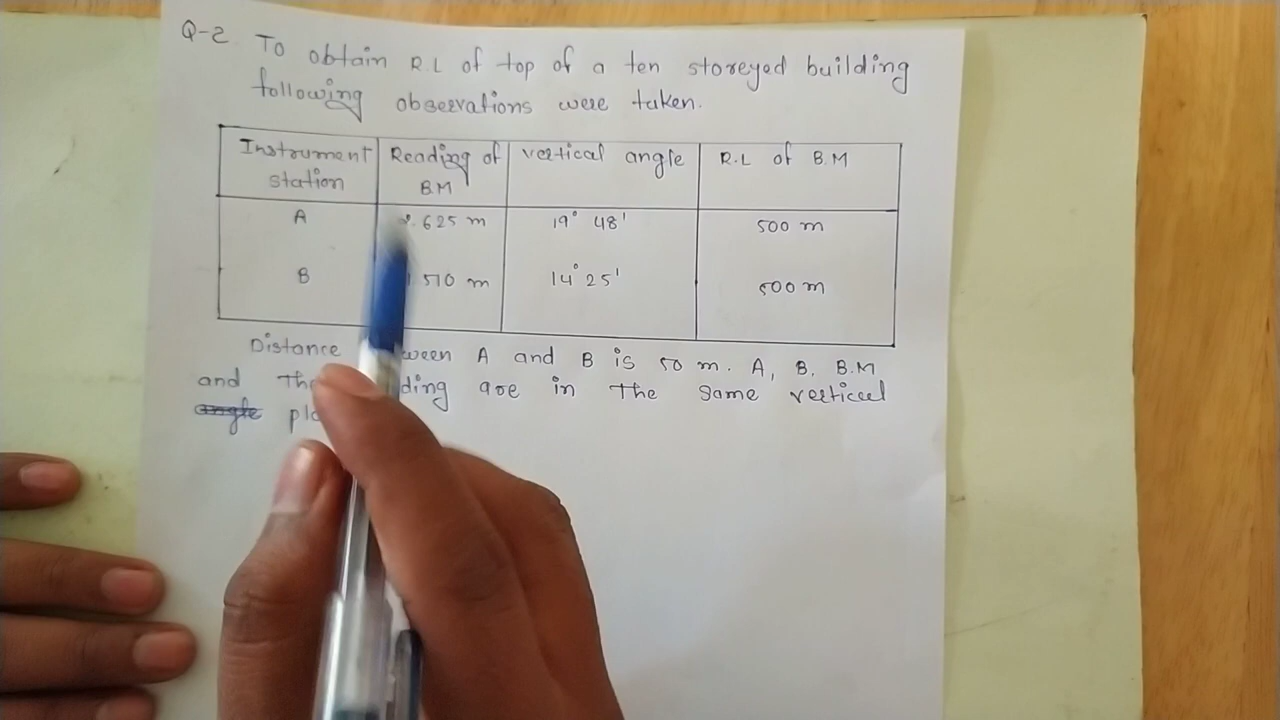 Q-2 To obtain R.L of top of a ten storeyed building
following observations were taken.
Instrument station | Reading of B.M | vertical angle | R.L of B.M
A | .625 m | 19° 48' | 500 m
B | 1.510 m | 14° 25' | 500 m
Distance ween A and B is 50 m. A, B, B.M
and The ding are in The same vertical
angle